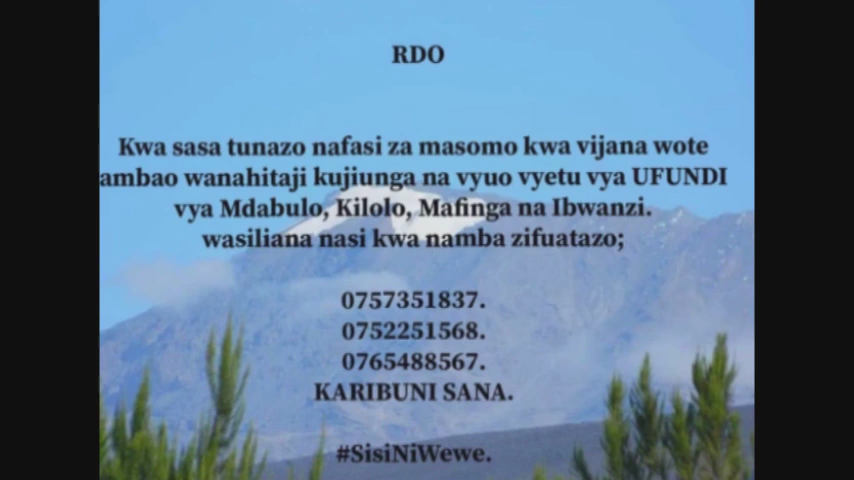 RDO
Kwa sasa tunazo nafasi za masomo kwa vijana wote
ambao wanahitaji kujiunga na vyuo vyetu vya UFUNDI
vya Mdabulo, Kilolo, Mafinga na Ibwanzi.
wasiliana nasi kwa namba zifuatazo;
0757351837.
0752251568.
0765488567.
KARIBUNI SANA.
#SisiNiWewe.